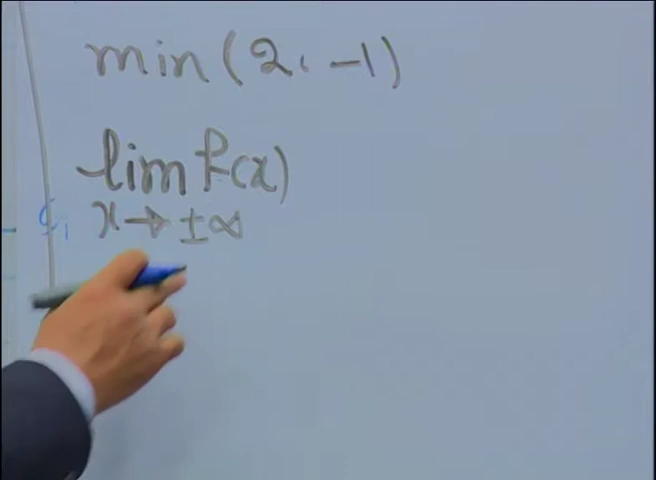 min (2، -1)
lim f(x)
x → ±∞